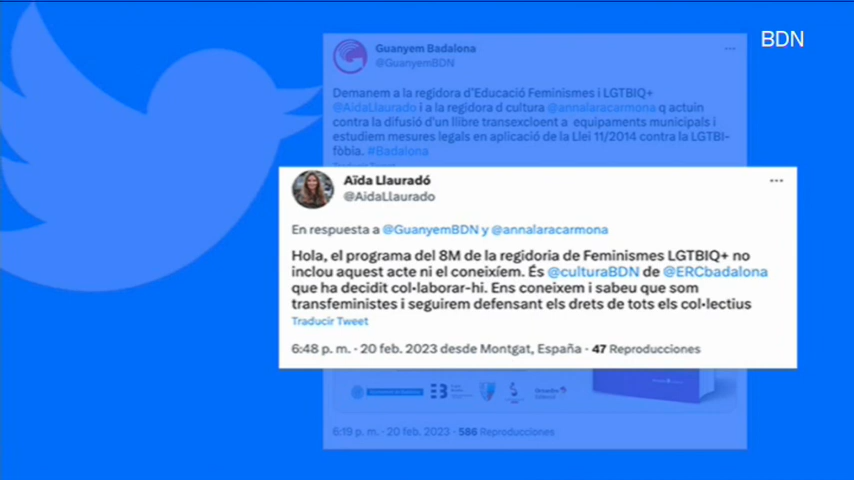 BDN
Guanyem Badalona
@GuanyemBDN
Demanem a la regidora d'Educació Feminismes i LGTBIQ+
@AidaLlaurado i a la regidora d cultura @annalaracarmona q actuin
contra la difusió d'un llibre transexcloent a equipaments municipals i
estudiem mesures legals en aplicació de la Llei 11/2014 contra la LGTBI-
fòbia. #Badalona
Traducir Tweet
Aïda Llauradó
@AidaLlaurado
En respuesta a @GuanyemBDN y @annalaracarmona
Hola, el programa del 8M de la regidoria de Feminismes LGTBIQ+ no
inclou aquest acte ni el coneixíem. És @culturaBDN de @ERCbadalona
que ha decidit col•laborar-hi. Ens coneixem i sabeu que som
transfeministes i seguirem defensant els drets de tots els col•lectius
Traducir Tweet
6:48 p. m. · 20 feb. 2023 desde Montgat, España · 47 Reproducciones
6:19 p. m. · 20 feb. 2023 · 586 Reproducciones